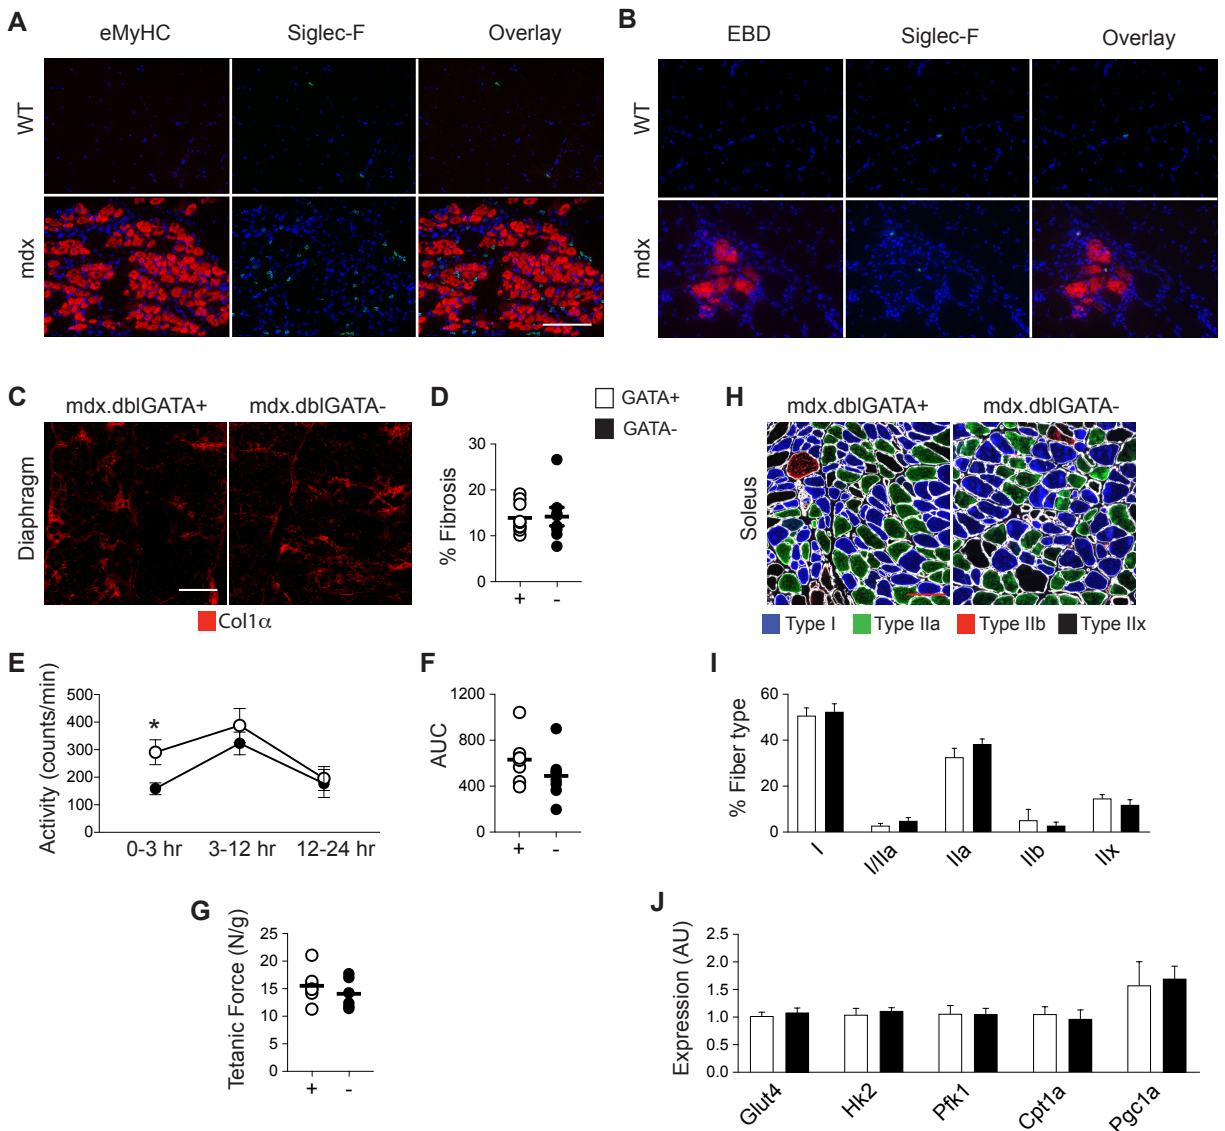 A
eMyHC
Siglec-F
Overlay
WT
mdx
B
EBD
Siglec-F
Overlay
WT
mdx
C
mdx.dblGATA+
mdx.dblGATA-
Diaphragm
Col1α
D
% Fibrosis
30
20
10
0
+
-
GATA+
GATA-
H
mdx.dblGATA+
mdx.dblGATA-
Soleus
Type I
Type IIa
Type IIb
Type IIx
E
Activity (counts/min)
500
400
300
200
100
0
0-3 hr
3-12 hr
12-24 hr
*
F
AUC
1200
800
400
0
+
-
I
% Fiber type
60
40
20
0
I
I/IIa
IIa
IIb
IIx
G
Tetanic Force (N/g)
25
20
15
10
5
0
+
-
J
Expression (AU)
2.5
2.0
1.5
1.0
0.5
0.0
Glut4
Hk2
Pfk1
Cpt1a
Pgc1a